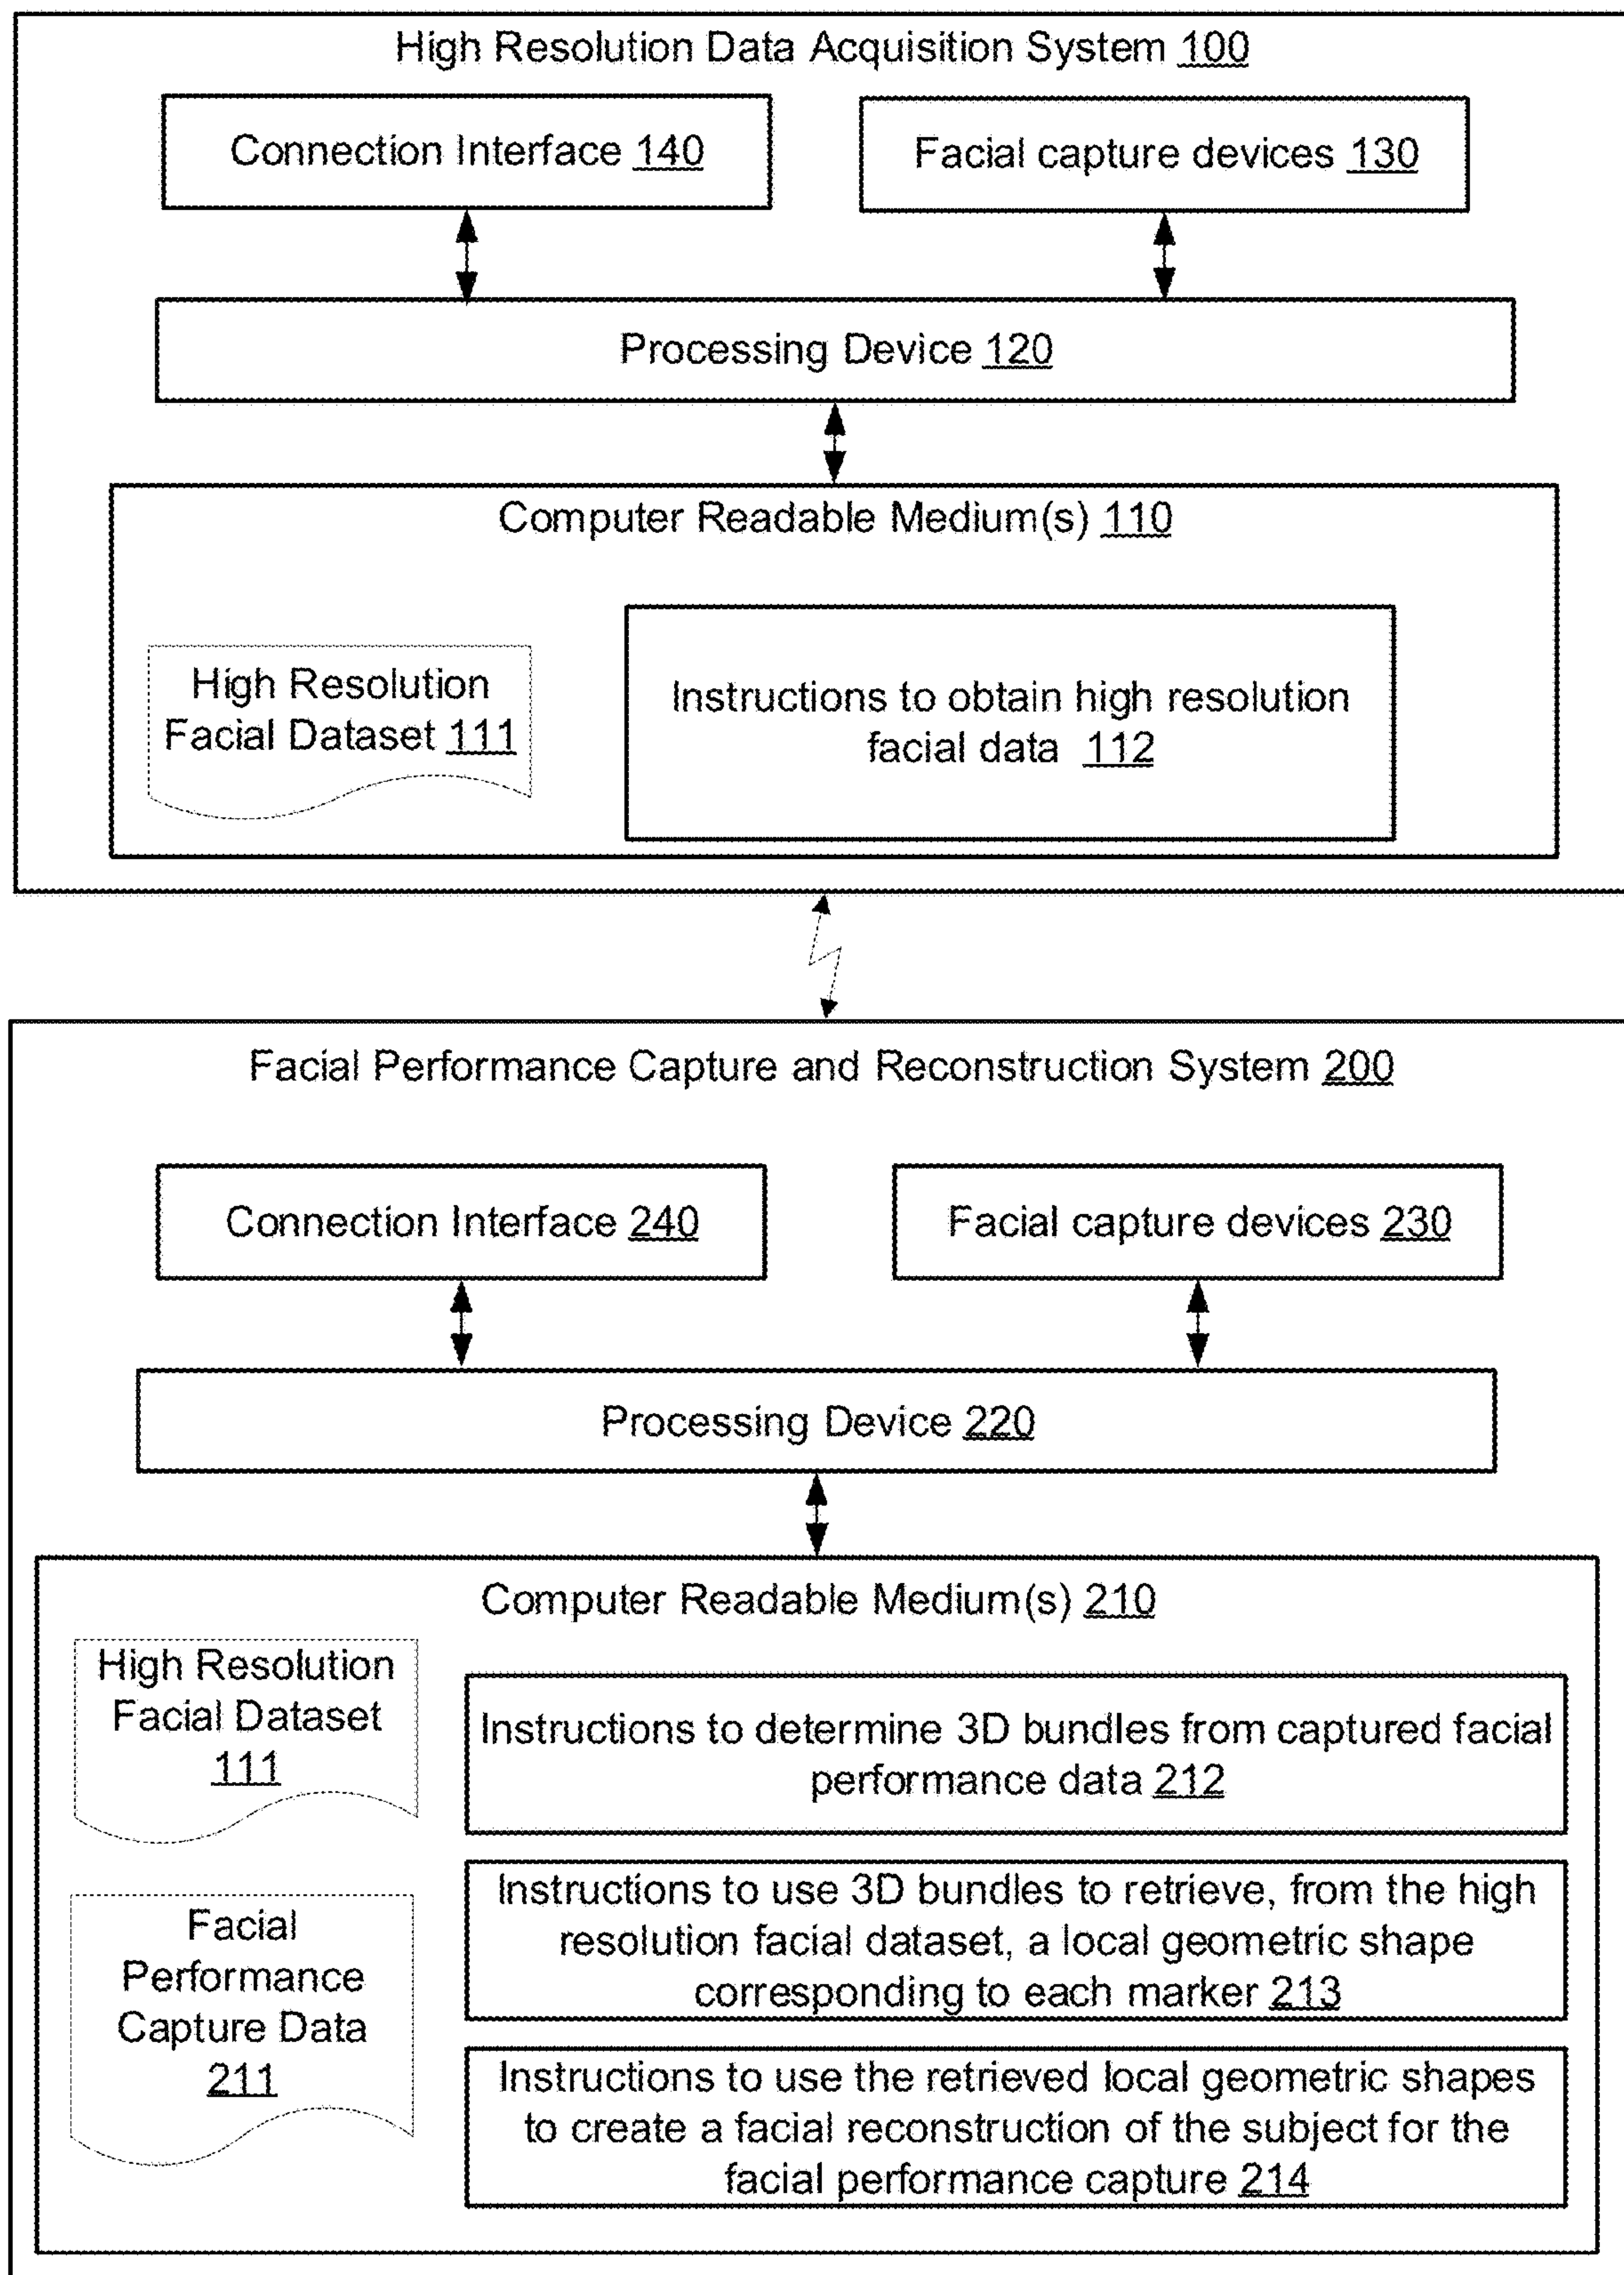 High Resolution Data Acquisition System 100
Connection Interface 140
Facial capture devices 130
Processing Device 120
Computer Readable Medium(s) 110
High Resolution
Facial Dataset 111
Instructions to obtain high resolution
facial data 112
Facial Performance Capture and Reconstruction System 200
Connection Interface 240
Facial capture devices 230
Processing Device 220
Computer Readable Medium(s) 210
High Resolution
Facial Dataset
111
Instructions to determine 3D bundles from captured facial
performance data 212
Instructions to use 3D bundles to retrieve, from the high
resolution facial dataset, a local geometric shape
corresponding to each marker 213
Facial
Performance
Capture Data
211
Instructions to use the retrieved local geometric shapes
to create a facial reconstruction of the subject for the
facial performance capture 214